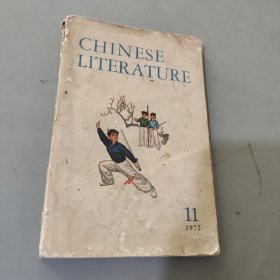 CHINESE
LITERATURE
11
1972